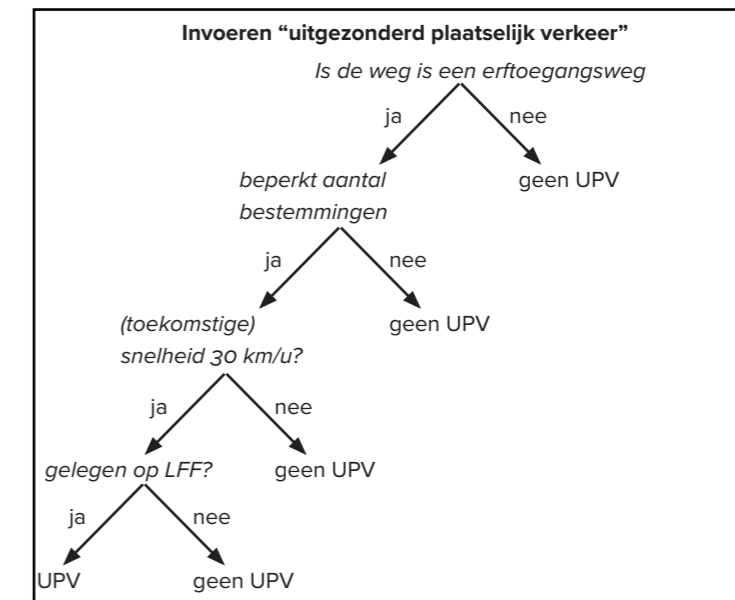 Invoeren “uitgezonderd plaatselijk verkeer”
Is de weg is een erftoegangsweg
ja
nee
beperkt aantal
bestemmingen
geen UPV
ja
nee
(toekomstige)
snelheid 30 km/u?
geen UPV
ja
nee
gelegen op LFF?
geen UPV
ja
nee
UPV
geen UPV